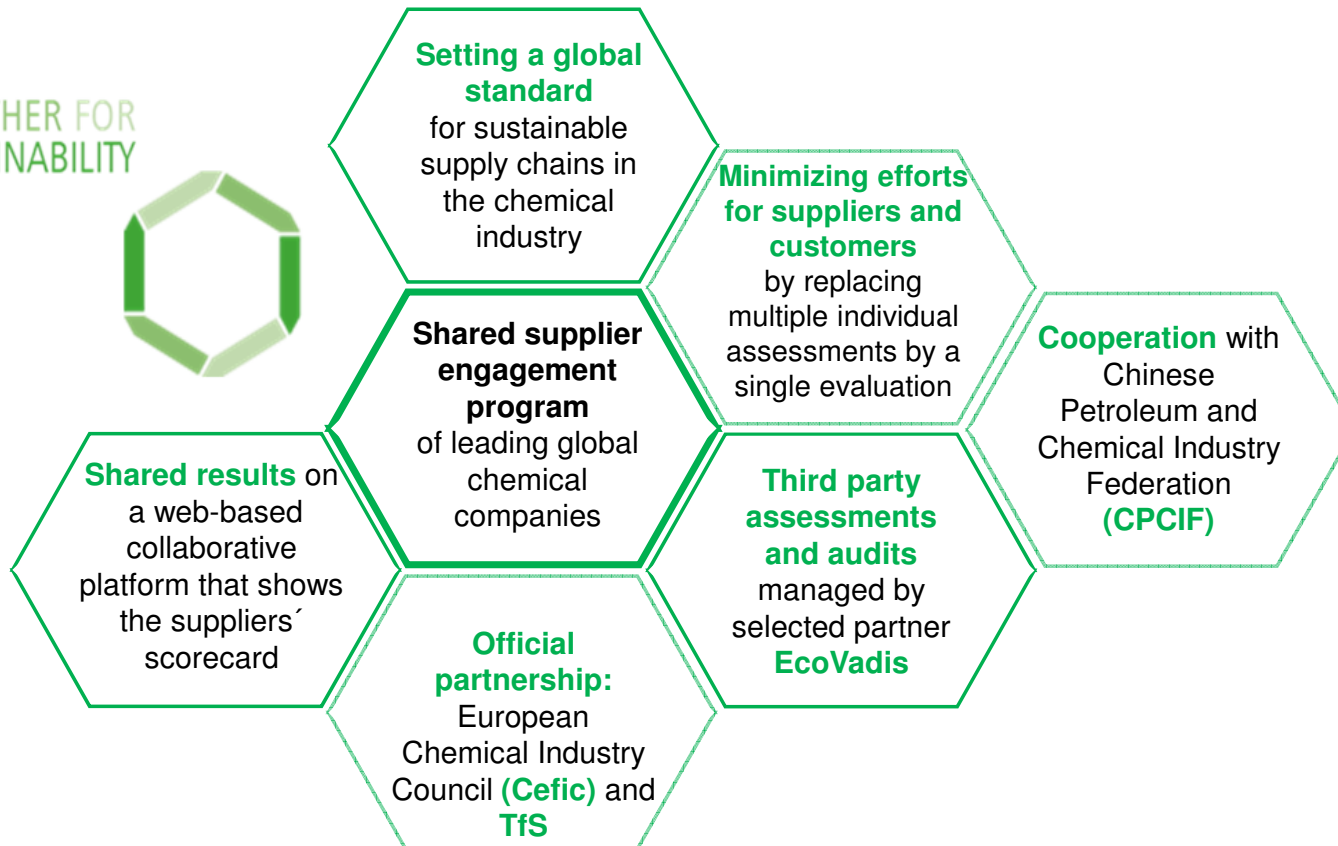 HER FOR
NABILITY
Setting a global
standard
for sustainable
supply chains in
the chemical
industry
Minimizing efforts
for suppliers and
customers
by replacing
multiple individual
assessments by a
single evaluation
Cooperation with
Chinese
Petroleum and
Chemical Industry
Federation
(CPCIF)
Shared supplier
engagement
program
of leading global
chemical
companies
Shared results on
a web-based
collaborative
platform that shows
the suppliers´
scorecard
Third party
assessments
and audits
managed by
selected partner
EcoVadis
Official
partnership:
European
Chemical Industry
Council (Cefic) and
TfS